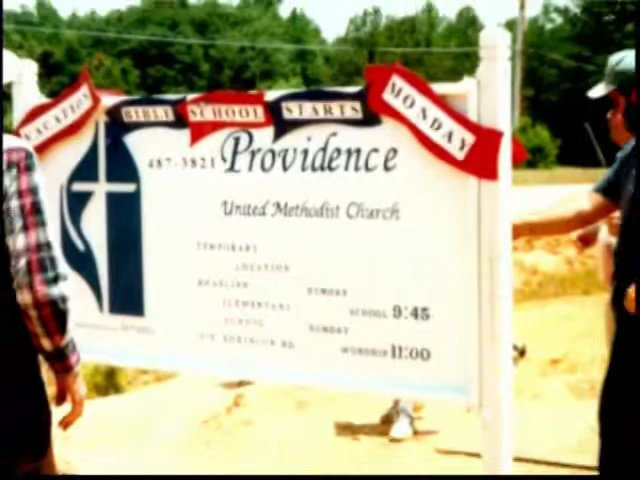 VACATION BIBLE SCHOOL STARTS MONDAY
487-3821 Providence
United Methodist Church
TEMPORARY
LOCATION
ELEMENTARY
SCHOOL
SUNDAY
SCHOOL 9:45
SUNDAY
WORSHIP 11:00